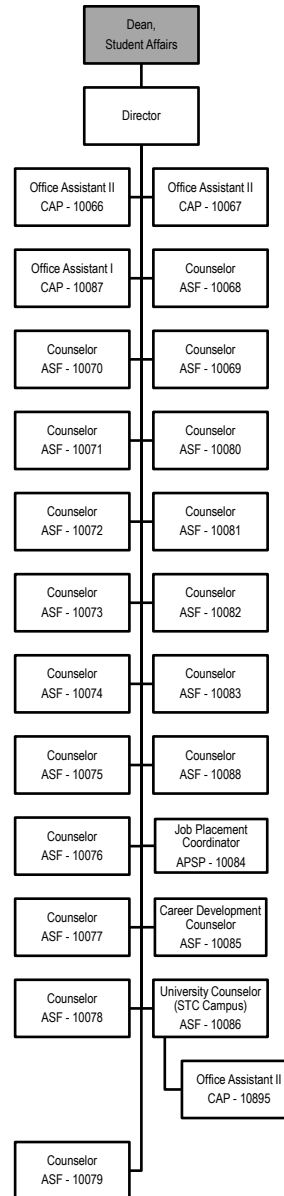 Dean,
Student Affairs
Director
Office Assistant II
CAP - 10066
Office Assistant II
CAP - 10067
Office Assistant I
CAP - 10087
Counselor
ASF - 10068
Counselor
ASF - 10070
Counselor
ASF - 10069
Counselor
ASF - 10071
Counselor
ASF - 10080
Counselor
ASF - 10072
Counselor
ASF - 10081
Counselor
ASF - 10073
Counselor
ASF - 10082
Counselor
ASF - 10074
Counselor
ASF - 10083
Counselor
ASF - 10075
Counselor
ASF - 10088
Counselor
ASF - 10076
Job Placement
Coordinator
APSP - 10084
Counselor
ASF - 10077
Career Development
Counselor
ASF - 10085
Counselor
ASF - 10078
University Counselor
(STC Campus)
ASF - 10086
Office Assistant II
CAP - 10895
Counselor
ASF - 10079